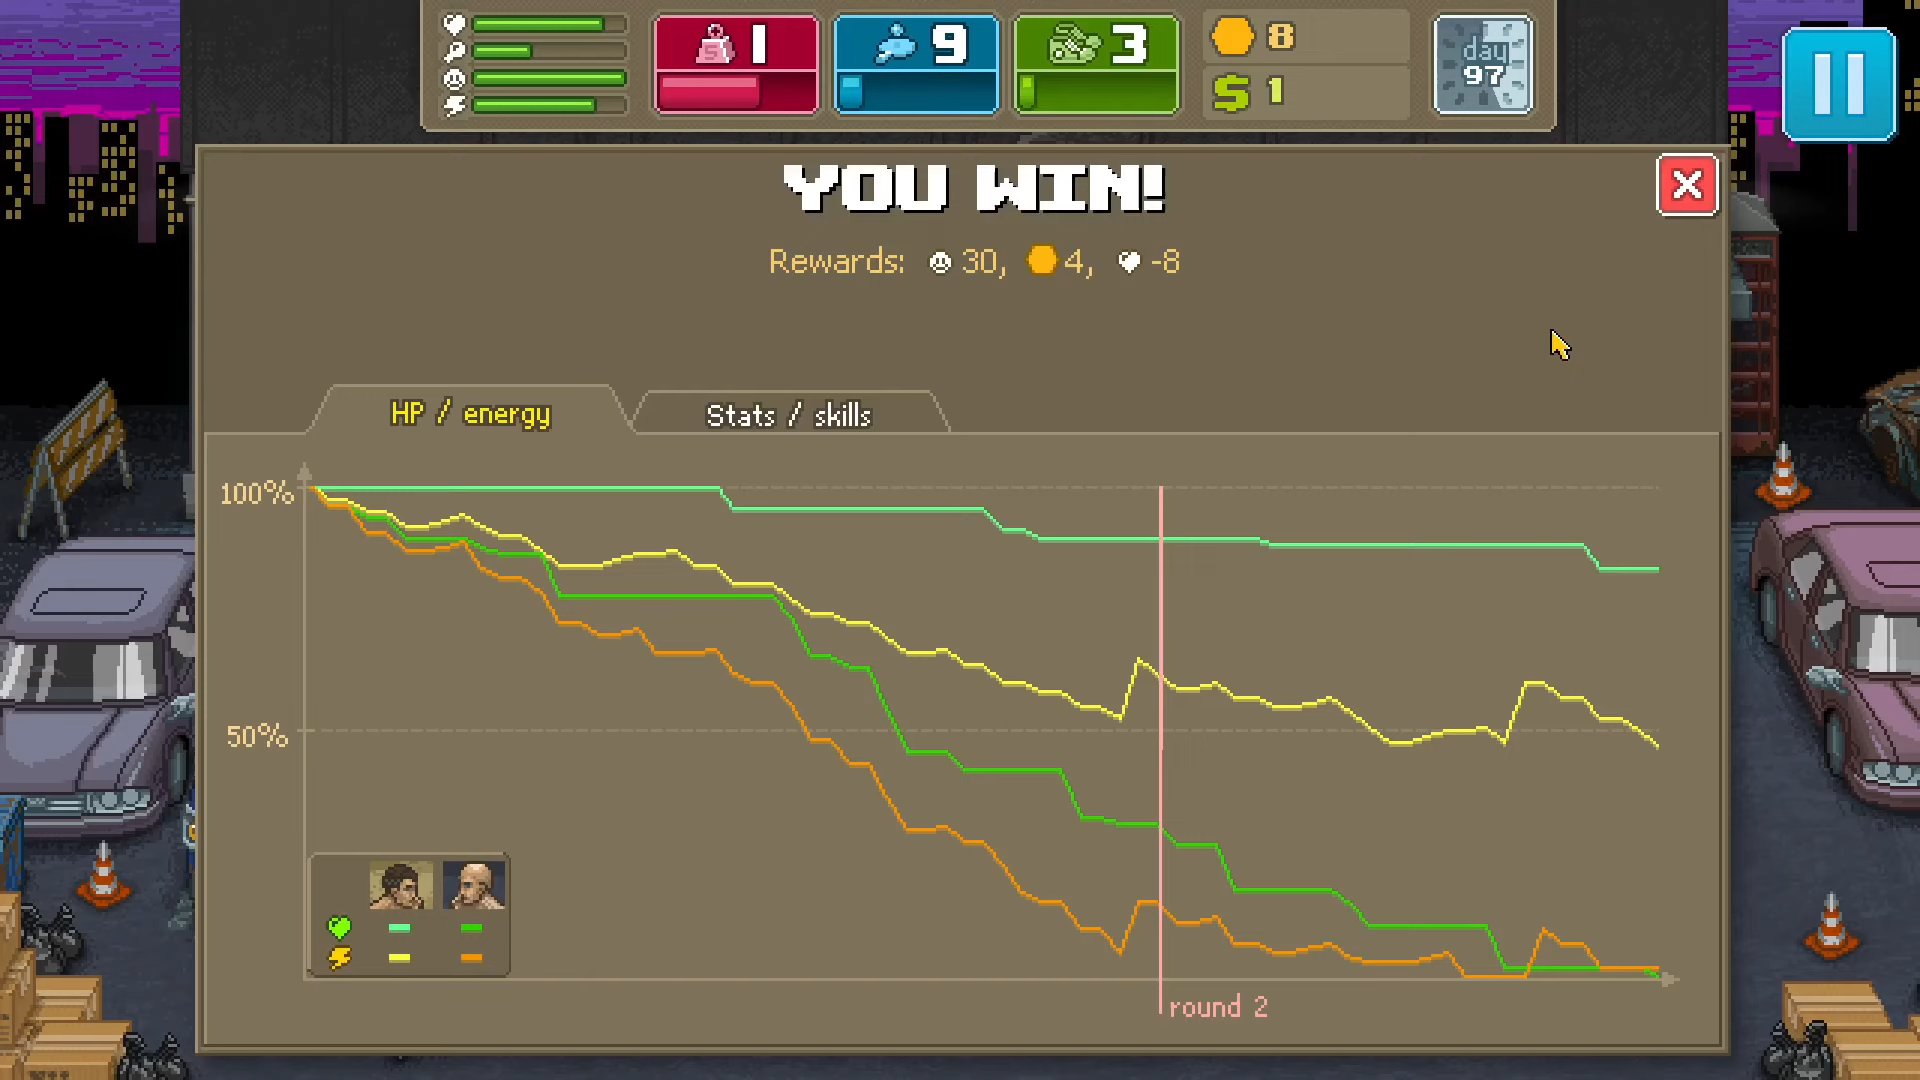 1
9
3
8
$ 1
day
97
YOU WIN!
Rewards: 30, 4, -8
HP / energy
Stats / skills
100%
50%
round 2